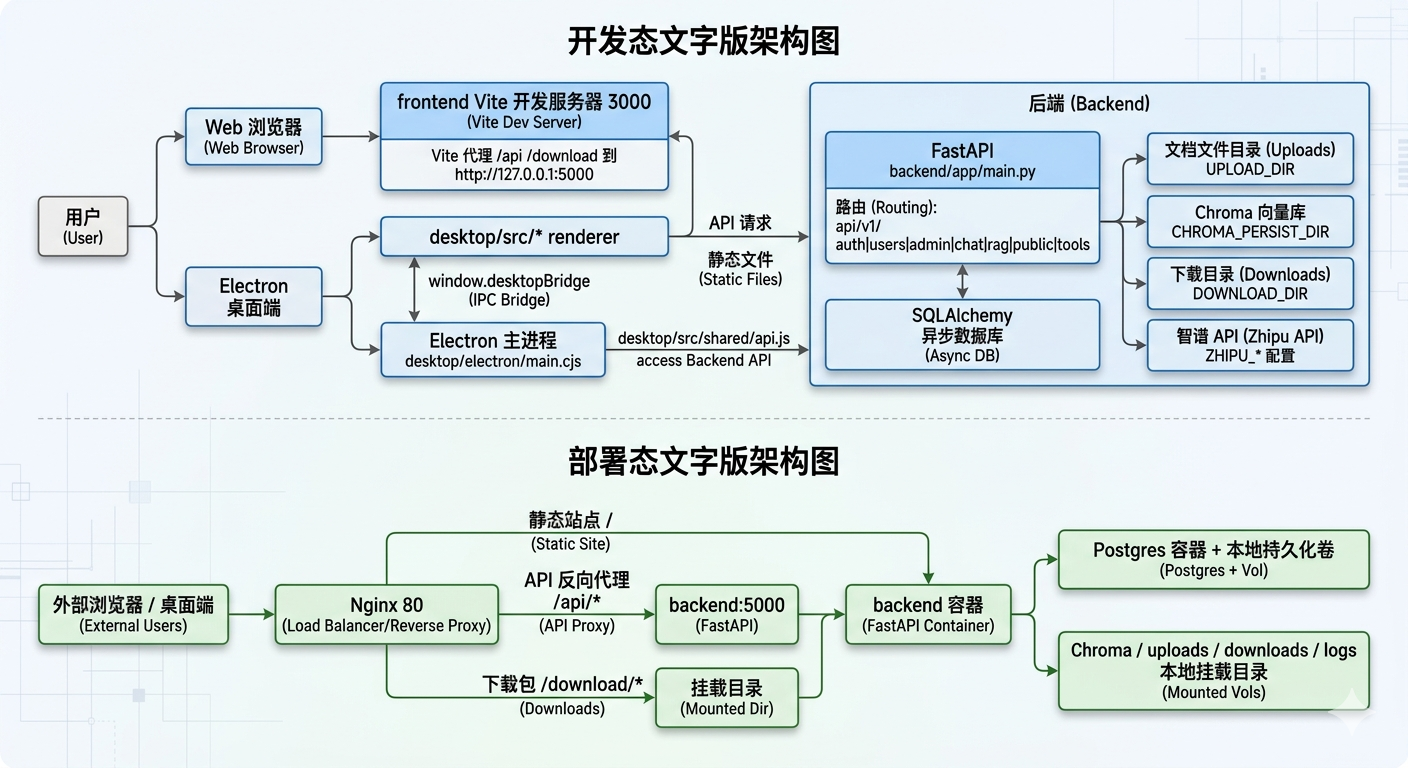 开发态文字版架构图
用户
(User)
Web 浏览器
(Web Browser)
Electron
桌面端
frontend Vite 开发服务器 3000
(Vite Dev Server)
Vite 代理 /api /download 到
http://127.0.0.1:5000
desktop/src/* renderer
window.desktopBridge
(IPC Bridge)
Electron 主进程
desktop/electron/main.cjs
API 请求
静态文件
(Static Files)
desktop/src/shared/api.js
access Backend API
后端 (Backend)
FastAPI
backend/app/main.py
路由 (Routing):
api/v1/
auth|users|admin|chat|rag|public|tools
SQLAlchemy
异步数据库
(Async DB)
文档文件目录 (Uploads)
UPLOAD_DIR
Chroma 向量库
CHROMA_PERSIST_DIR
下载目录 (Downloads)
DOWNLOAD_DIR
智谱 API (Zhipu API)
ZHIPU_* 配置
部署态文字版架构图
外部浏览器 / 桌面端
(External Users)
Nginx 80
(Load Balancer/Reverse Proxy)
静态站点 /
(Static Site)
API 反向代理
/api/*
(API Proxy)
下载包 /download/*
(Downloads)
backend:5000
(FastAPI)
挂载目录
(Mounted Dir)
backend 容器
(FastAPI Container)
Postgres 容器 + 本地持久化卷
(Postgres + Vol)
Chroma / uploads / downloads / logs
本地挂载目录
(Mounted Vols)